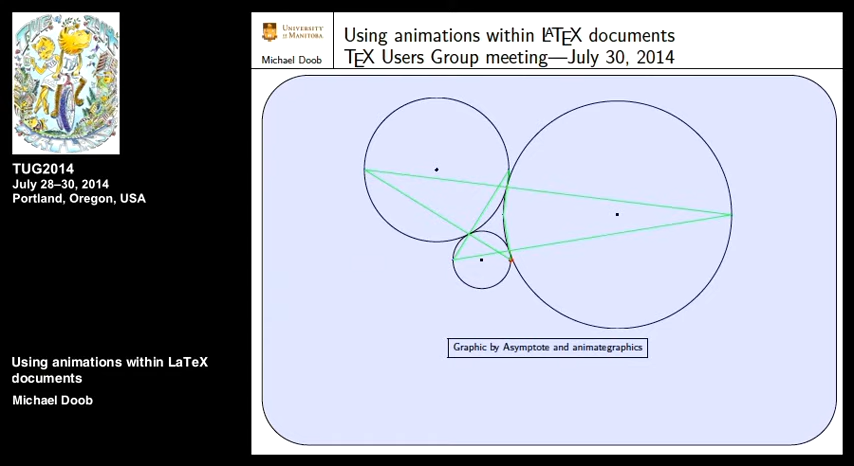 TUG2014
July 28–30, 2014
Portland, Oregon, USA
Using animations within LaTeX
documents
Michael Doob
UNIVERSITY
OF MANITOBA
Michael Doob
Using animations within LATEX documents
TEX Users Group meeting—July 30, 2014
Graphic by Asymptote and animategraphics